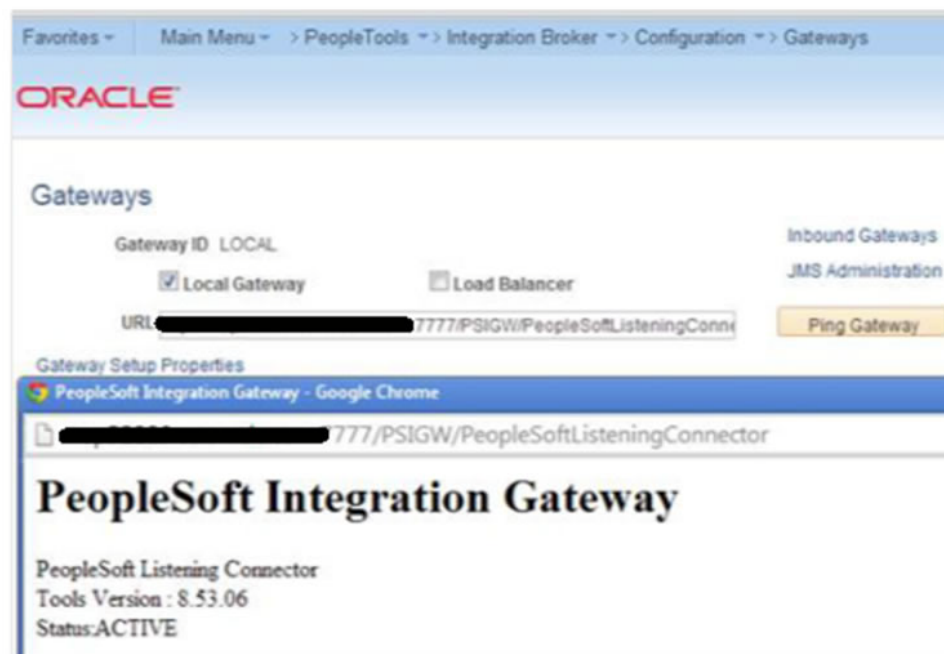 Favorites Main Menu > PeopleTools > Integration Broker > Configuration > Gateways
ORACLE
Gateways
Gateway ID LOCAL
Inbound Gateways
Local Gateway Load Balancer
JMS Administration
URL 7777/PSIGW/PeopleSoftListeningConne
Ping Gateway
Gateway Setup Properties
PeopleSoft Integration Gateway - Google Chrome
7777/PSIGW/PeopleSoftListeningConnector
PeopleSoft Integration Gateway
PeopleSoft Listening Connector
Tools Version : 8.53.06
Status:ACTIVE